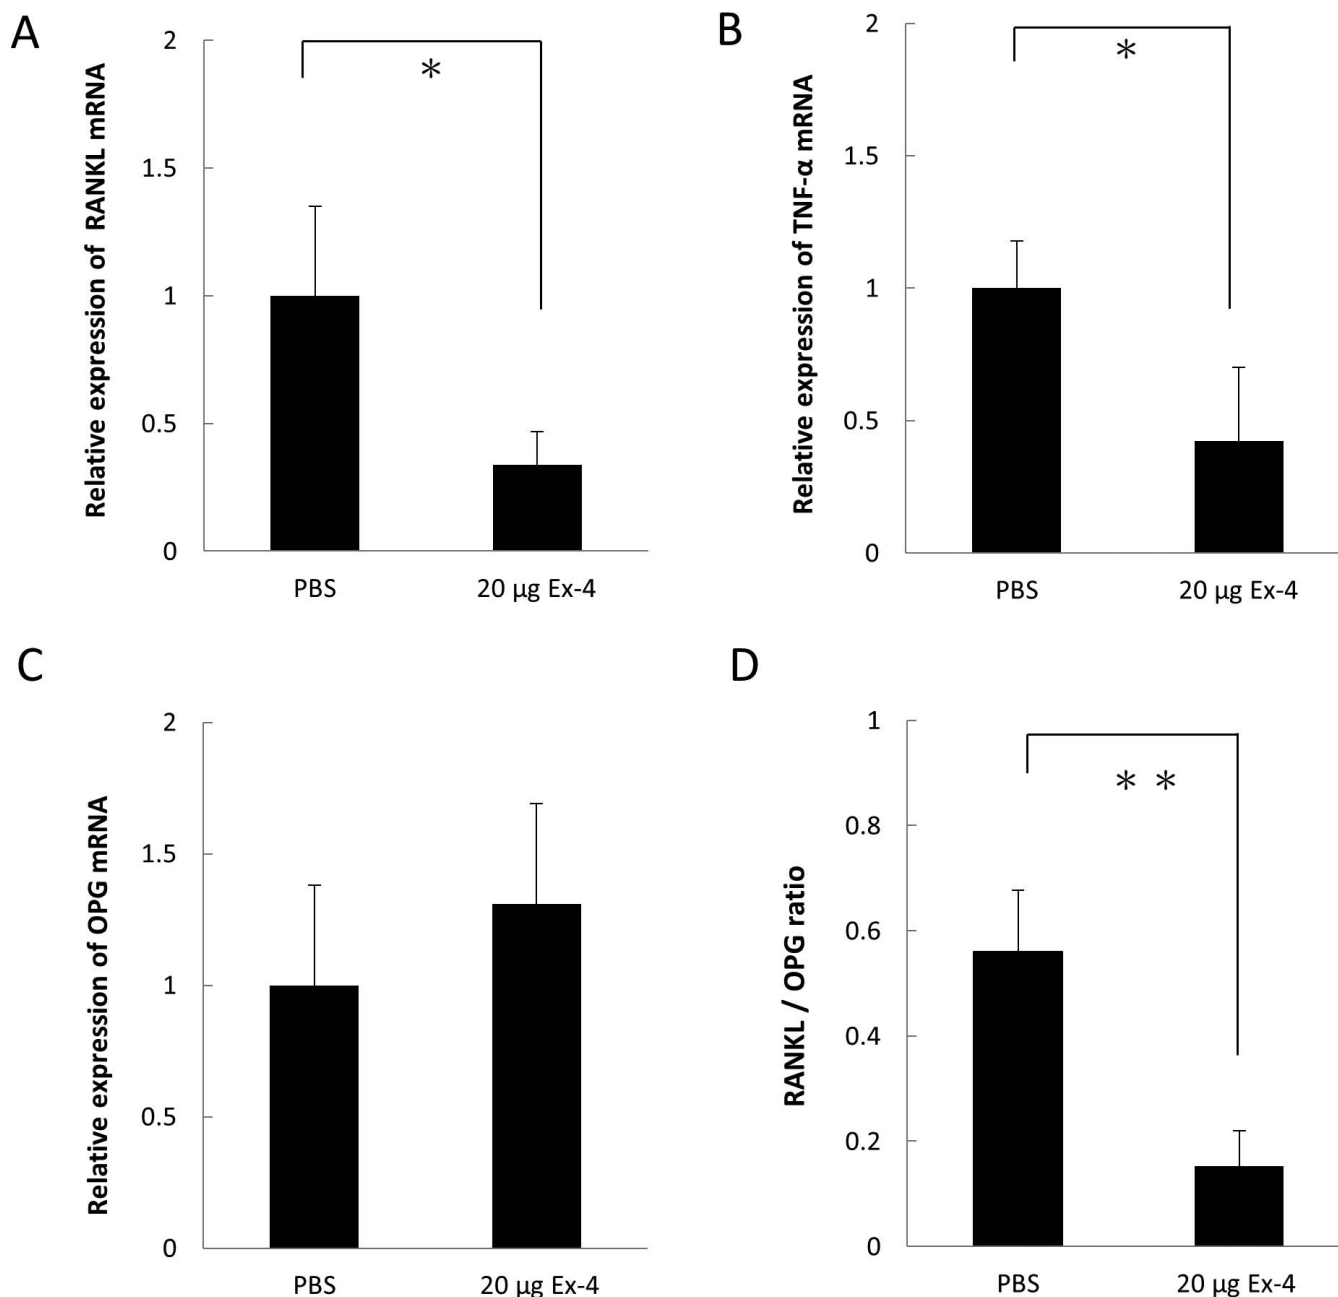 A
Relative expression of RANKL mRNA
2
1.5
1
0.5
0
*
PBS
20 μg Ex-4
B
Relative expression of TNF-α mRNA
2
1.5
1
0.5
0
*
PBS
20 μg Ex-4
C
Relative expression of OPG mRNA
2
1.5
1
0.5
0
PBS
20 μg Ex-4
D
RANKL / OPG ratio
1
0.8
0.6
0.4
0.2
0
* *
PBS
20 μg Ex-4